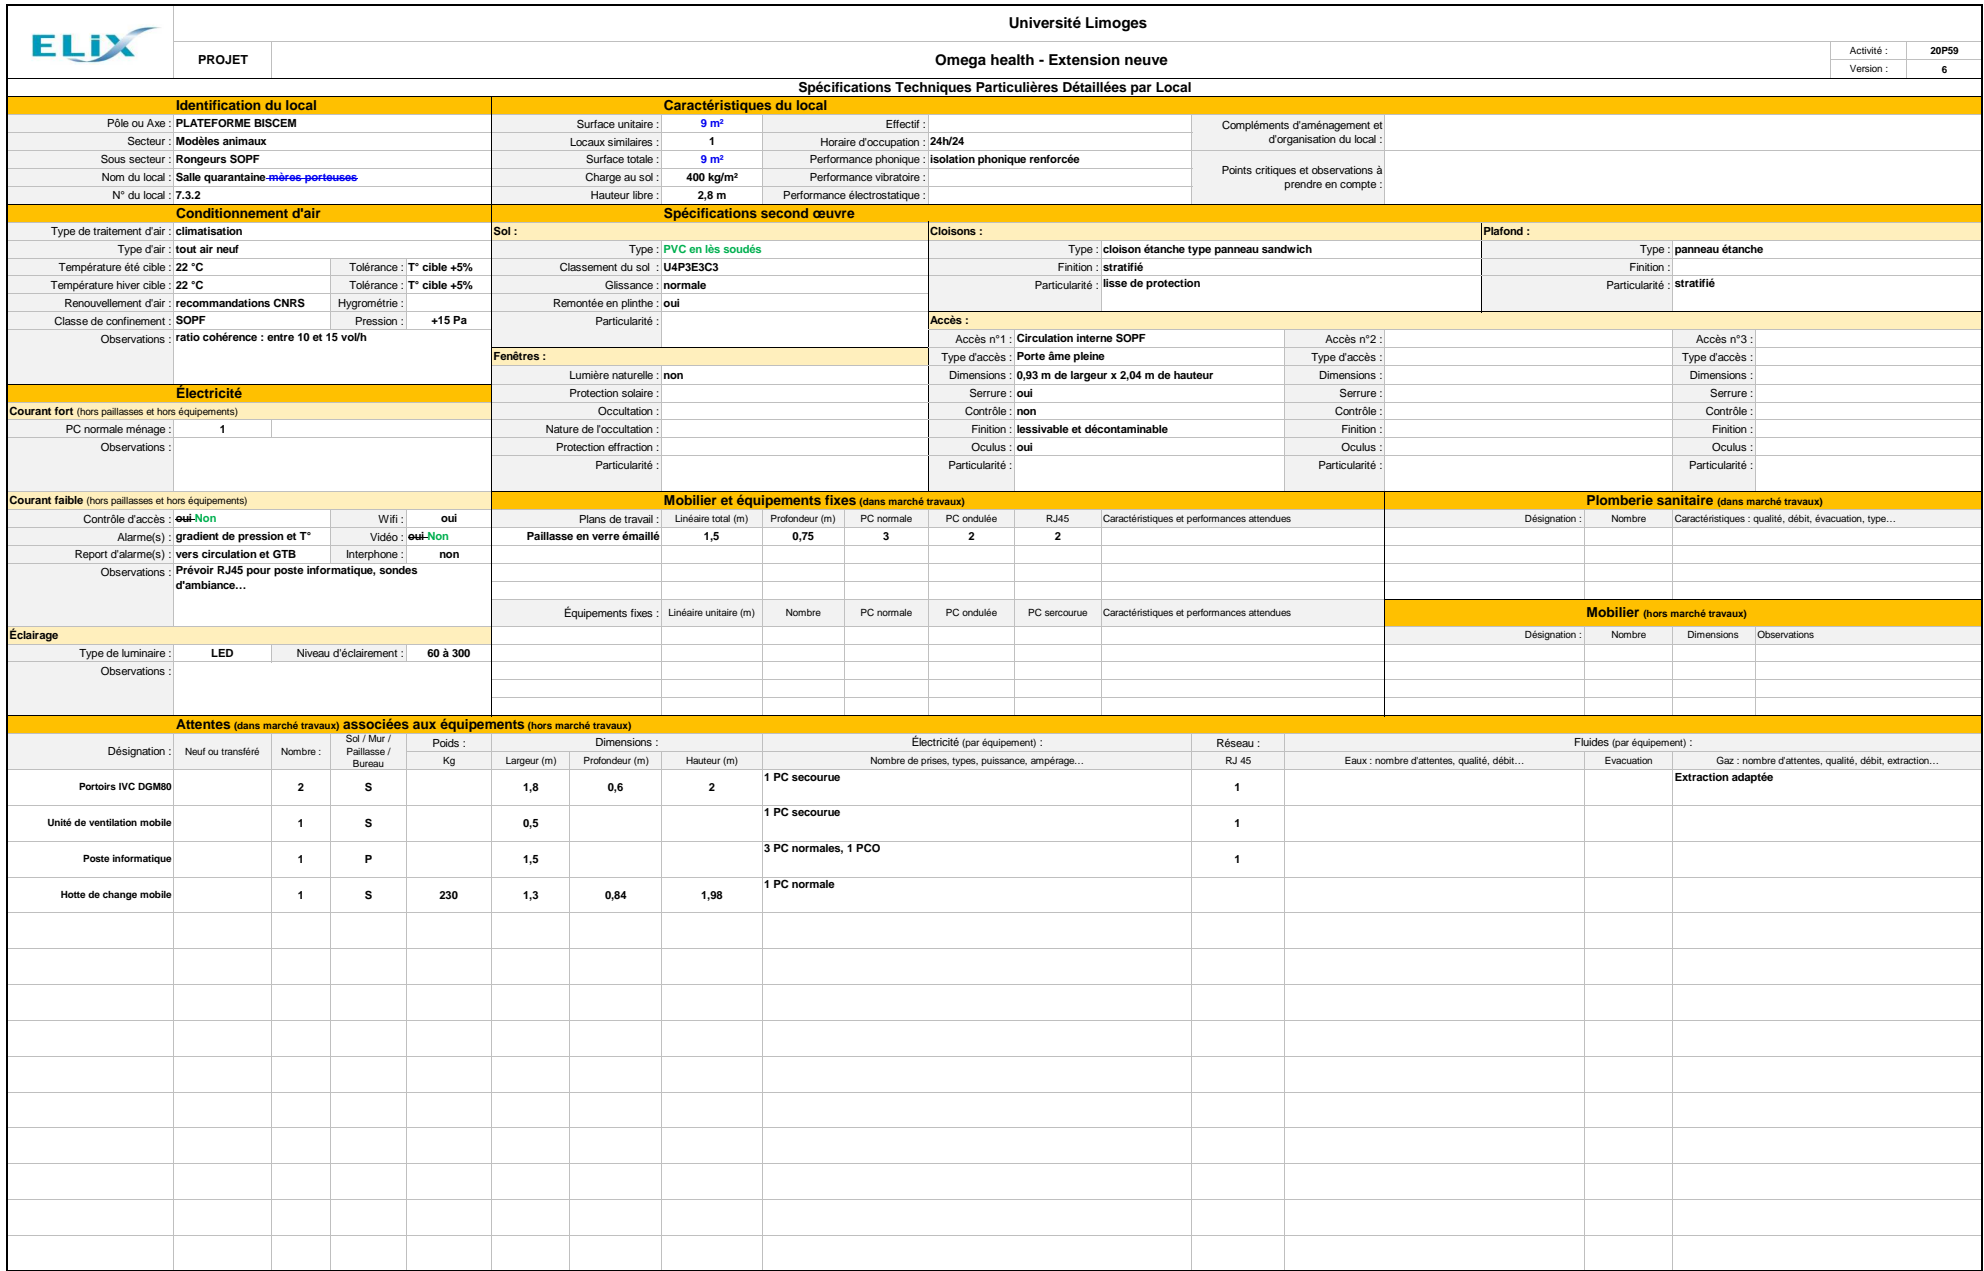 ELiX
Université Limoges
PROJET
Omega health - Extension neuve
Activité : 20P59
Version : 6
Spécifications Techniques Particulières Détaillées par Local
Identification du local
Pôle ou Axe : PLATEFORME BISCEM
Secteur : Modèles animaux
Sous secteur : Rongeurs SOPF
Nom du local : Salle quarantaine mères porteuses
N° du local : 7.3.2
Caractéristiques du local
Surface unitaire : 9 m² Effectif :
Locaux similaires : 1 Horaire d'occupation : 24h/24
Surface totale : 9 m² Performance phonique : isolation phonique renforcée
Charge au sol : 400 kg/m² Performance vibratoire :
Hauteur libre : 2,8 m Performance électrostatique :
Compléments d'aménagement et
d'organisation du local :
Points critiques et observations à
prendre en compte :
Conditionnement d'air
Type de traitement d'air : climatisation
Type d'air : tout air neuf
Température été cible : 22 °C Tolérance : T° cible +5%
Température hiver cible : 22 °C Tolérance : T° cible +5%
Renouvellement d'air : recommandations CNRS Hygrométrie :
Classe de confinement : SOPF Pression : +15 Pa
Observations : ratio cohérence : entre 10 et 15 vol/h
Spécifications second œuvre
Sol :
Type : PVC en lès soudés
Classement du sol : U4P3E3C3
Glissance : normale
Remontée en plinthe : oui
Particularité :
Cloisons :
Type : cloison étanche type panneau sandwich
Finition : stratifié
Particularité : lisse de protection
Plafond :
Type : panneau étanche
Finition :
Particularité : stratifié
Fenêtres :
Lumière naturelle : non
Protection solaire :
Occultation :
Nature de l'occultation :
Protection effraction :
Particularité :
Accès :
Accès n°1 : Circulation interne SOPF Accès n°2 : Accès n°3 :
Type d'accès : Porte âme pleine Type d'accès : Type d'accès :
Dimensions : 0,93 m de largeur x 2,04 m de hauteur Dimensions : Dimensions :
Serrure : oui Serrure : Serrure :
Contrôle : non Contrôle : Contrôle :
Finition : lessivable et décontaminable Finition : Finition :
Oculus : oui Oculus : Oculus :
Particularité : Particularité : Particularité :
Électricité
Courant fort (hors paillasses et hors équipements)
PC normale ménage : 1
Observations :
Courant faible (hors paillasses et hors équipements)
Contrôle d'accès : oui Non Wifi : oui
Alarme(s) : gradient de pression et T° Vidéo : oui Non
Report d'alarme(s) : vers circulation et GTB Interphone : non
Observations : Prévoir RJ45 pour poste informatique, sondes
d'ambiance…
Éclairage
Type de luminaire : LED Niveau d'éclairement : 60 à 300
Observations :
Mobilier et équipements fixes (dans marché travaux)
Plans de travail : Linéaire total (m) Profondeur (m) PC normale PC ondulée RJ45 Caractéristiques et performances attendues
Paillasse en verre émaillé 1,5 0,75 3 2 2
Équipements fixes : Linéaire unitaire (m) Nombre PC normale PC ondulée PC sercourue Caractéristiques et performances attendues
Plomberie sanitaire (dans marché travaux)
Désignation : Nombre Caractéristiques : qualité, débit, évacuation, type…
Mobilier (hors marché travaux)
Désignation : Nombre Dimensions Observations
Attentes (dans marché travaux) associées aux équipements (hors marché travaux)
Désignation : Neuf ou transféré Nombre : Sol / Mur / Paillasse / Bureau Poids : Dimensions : Électricité (par équipement) : Réseau : Fluides (par équipement) :
Kg Largeur (m) Profondeur (m) Hauteur (m) Nombre de prises, types, puissance, ampérage… RJ 45 Eaux : nombre d'attentes, qualité, débit… Evacuation Gaz : nombre d'attentes, qualité, débit, extraction…
Portoirs IVC DGM80 2 S 1,8 0,6 2 1 PC secourue 1 Extraction adaptée
Unité de ventilation mobile 1 S 0,5 1 PC secourue 1
Poste informatique 1 P 1,5 3 PC normales, 1 PCO 1
Hotte de change mobile 1 S 230 1,3 0,84 1,98 1 PC normale